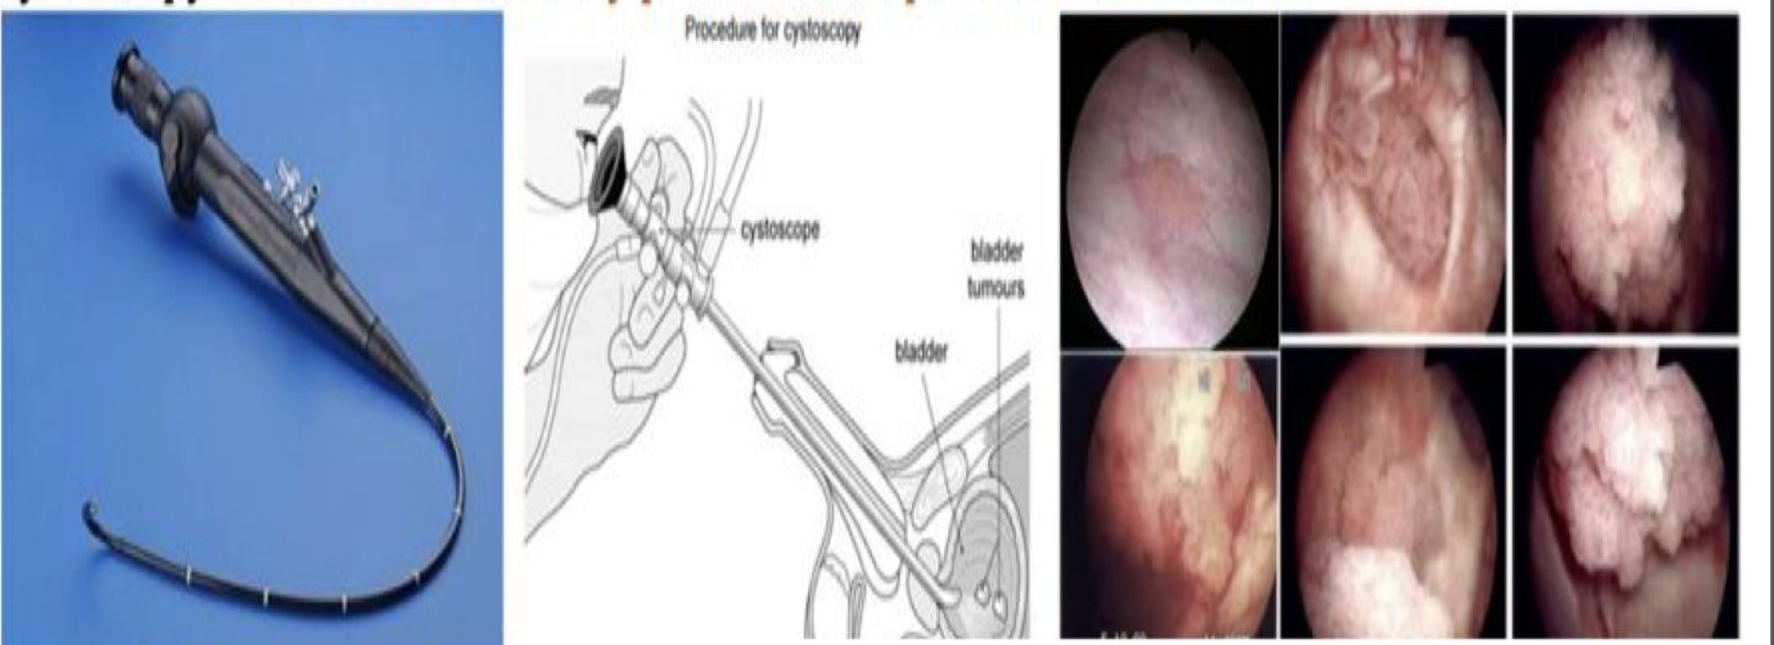 Procedure for cystoscopy
cystoscope
bladder
tumours
bladder